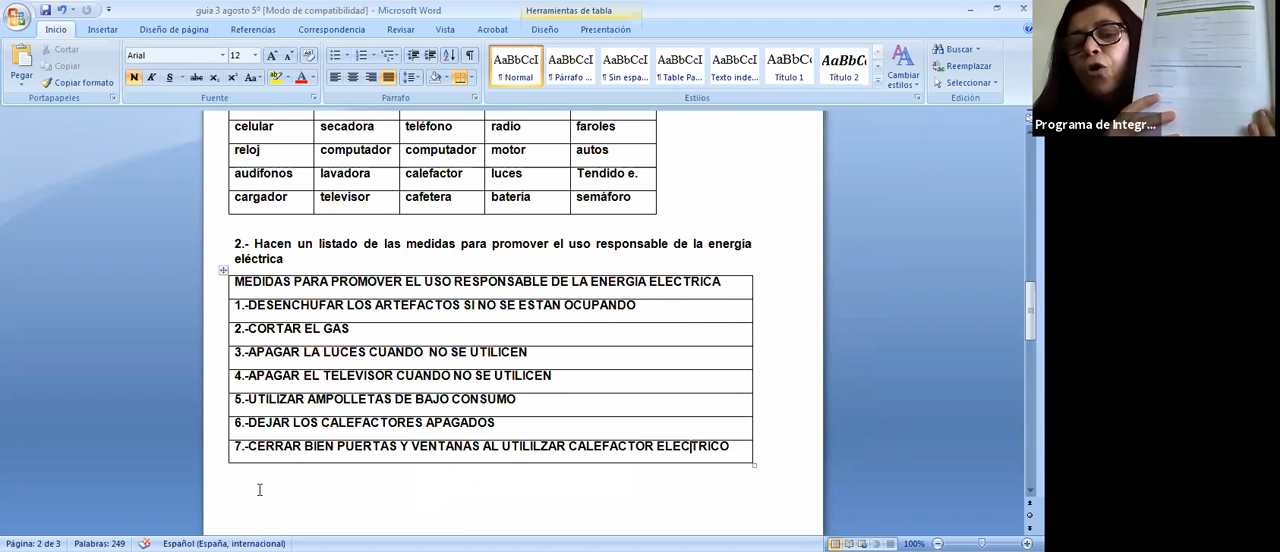 guia 3 agosto 5º [Modo de compatibilidad] - Microsoft Word
Herramientas de tabla
Inicio Insertar Diseño de página Referencias Correspondencia Revisar Vista Acrobat Diseño Presentación
Pegar
Cortar
Copiar
Copiar formato
Portapapeles
Arial 12
N K S abc x₂ x² Aa
Fuente
Párrafo
AaBbCcI AaBbCcI AaBbCcI AaBbCcI AaBbCcI AaBbCcI AaBbCc
¶ Normal ¶ Párrafo ... ¶ Sin espa... ¶ Table Pa... Texto inde... Título 1 ¶ Título 2
Cambiar estilos
Estilos
Buscar
Reemplazar
Seleccionar
Edición
Programa de Integr...
celular secadora teléfono radio faroles
reloj computador computador motor autos
audífonos lavadora calefactor luces Tendido e.
cargador televisor cafetera batería semáforo
2.- Hacen un listado de las medidas para promover el uso responsable de la energía
eléctrica
MEDIDAS PARA PROMOVER EL USO RESPONSABLE DE LA ENERGIA ELECTRICA
1.-DESENCHUFAR LOS ARTEFACTOS SI NO SE ESTAN OCUPANDO
2.-CORTAR EL GAS
3.-APAGAR LA LUCES CUANDO NO SE UTILICEN
4.-APAGAR EL TELEVISOR CUANDO NO SE UTILICEN
5.-UTILIZAR AMPOLLETAS DE BAJO CONSUMO
6.-DEJAR LOS CALEFACTORES APAGADOS
7.-CERRAR BIEN PUERTAS Y VENTANAS AL UTILILZAR CALEFACTOR ELECTRICO
Página: 2 de 3 Palabras: 249 Español (España, internacional) 100%